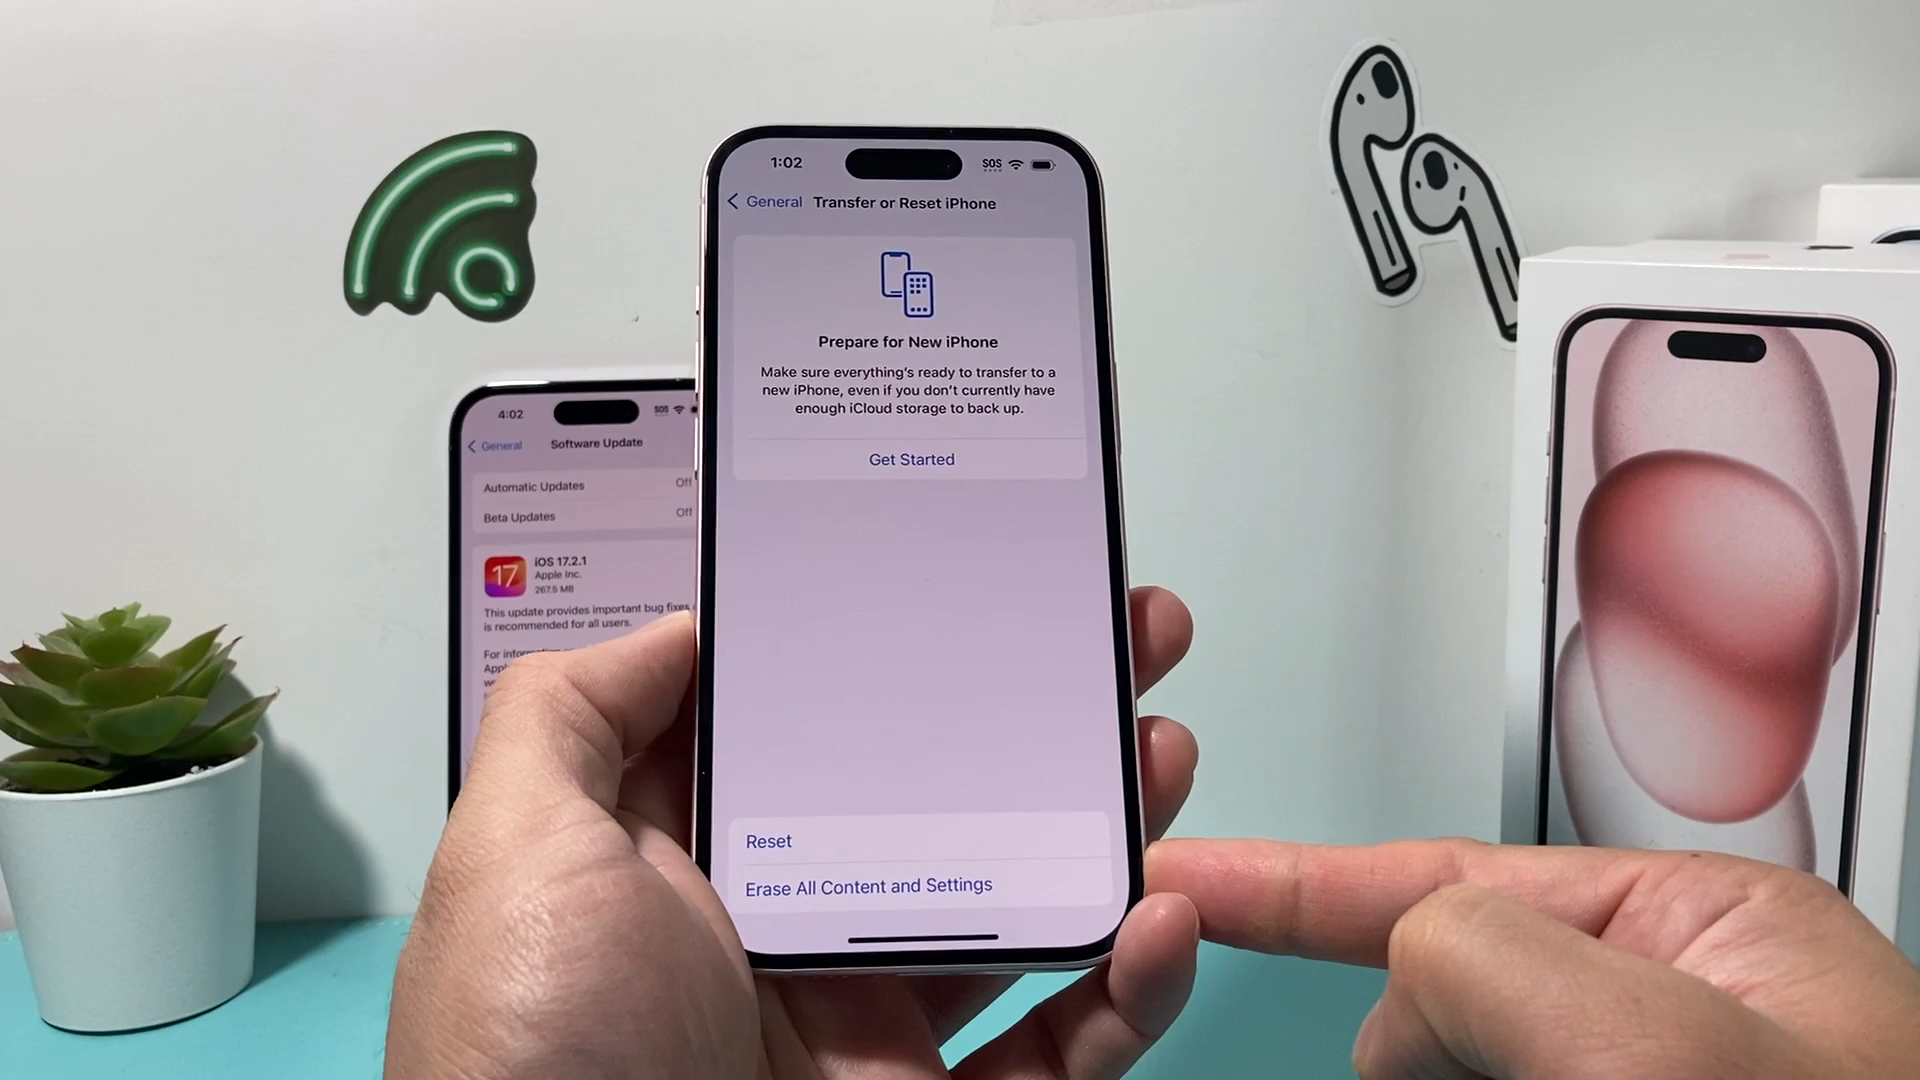 1:02
SOS
General Transfer or Reset iPhone
Prepare for New iPhone
Make sure everything's ready to transfer to a
new iPhone, even if you don't currently have
enough iCloud storage to back up.
Get Started
Reset
Erase All Content and Settings
4:02
SOS
General Software Update
Automatic Updates Off
Beta Updates Off
17
iOS 17.2.1
Apple Inc.
267.5 MB
This update provides important bug fixes
is recommended for all users.
For